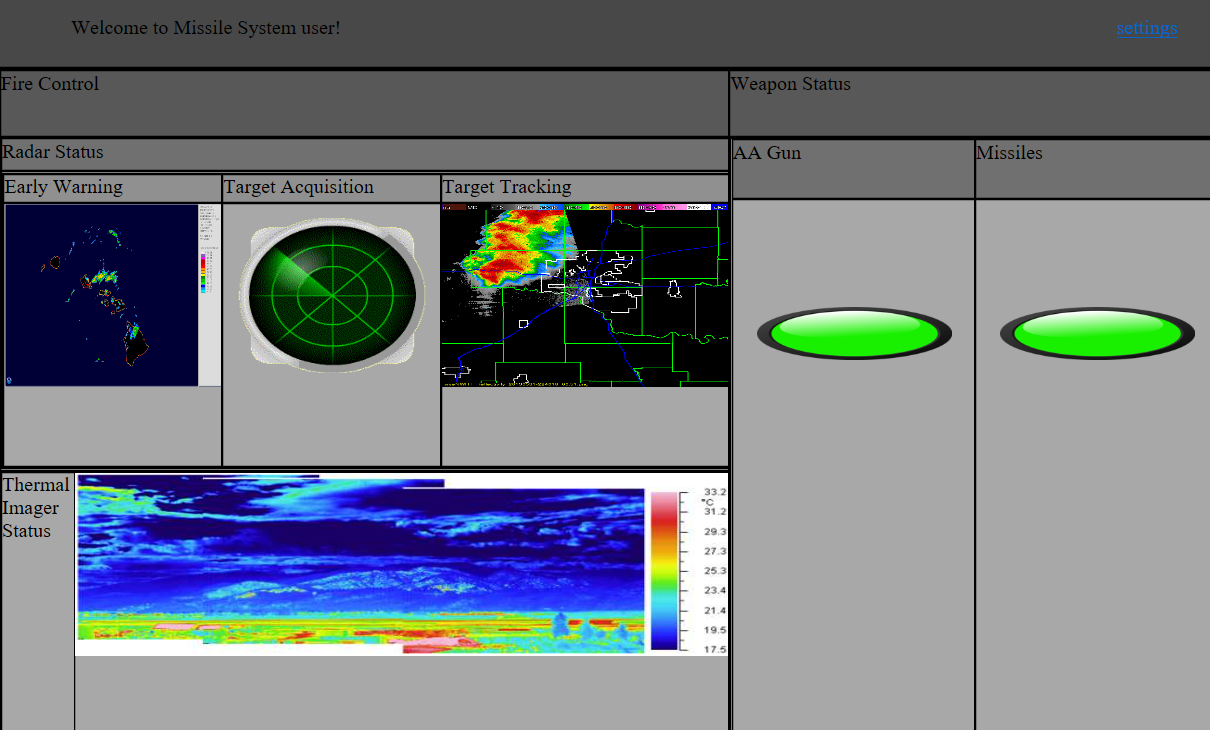 Welcome to Missile System user!
settings
Fire Control
Weapon Status
Radar Status
AA Gun
Missiles
Early Warning
Target Acquisition
Target Tracking
Thermal
Imager
Status
33.2
°C
31.2
29.3
27.3
25.3
23.4
21.4
19.5
17.5